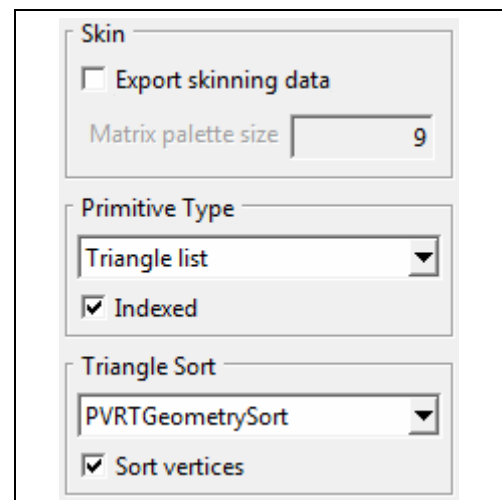 Skin
Export skinning data
Matrix palette size 9
Primitive Type
Triangle list
Indexed
Triangle Sort
PVRTGeometrySort
Sort vertices